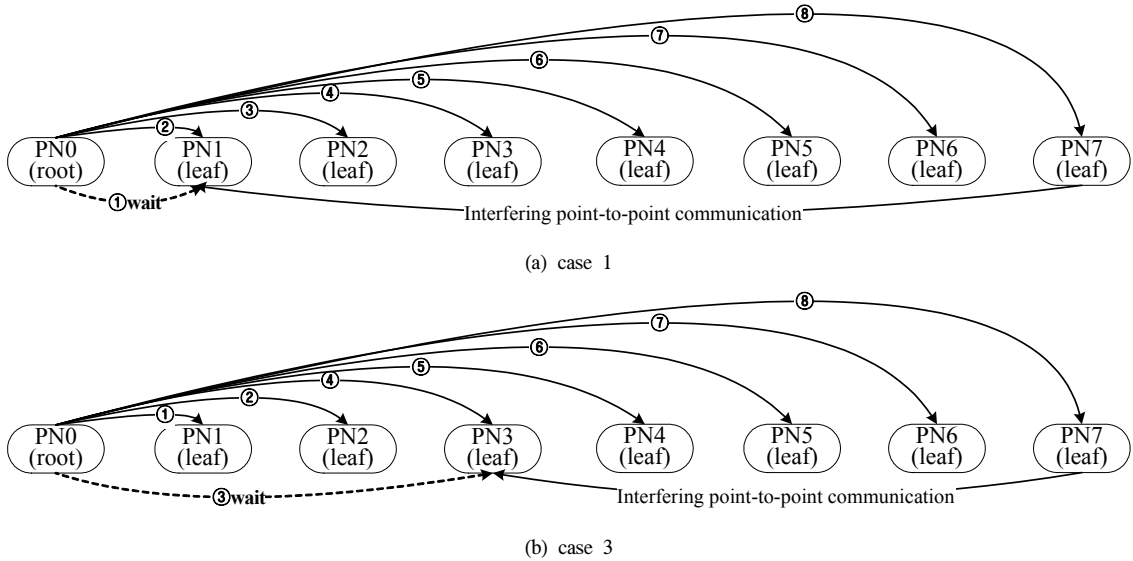 ⑧
⑦
⑥
⑤
④
③
②
PN0 PN1 PN2 PN3 PN4 PN5 PN6 PN7
(root) (leaf) (leaf) (leaf) (leaf) (leaf) (leaf) (leaf)
①wait
Interfering point-to-point communication
(a) case 1
⑧
⑦
⑥
⑤
④
②
①
PN0 PN1 PN2 PN3 PN4 PN5 PN6 PN7
(root) (leaf) (leaf) (leaf) (leaf) (leaf) (leaf) (leaf)
③wait
Interfering point-to-point communication
(b) case 3